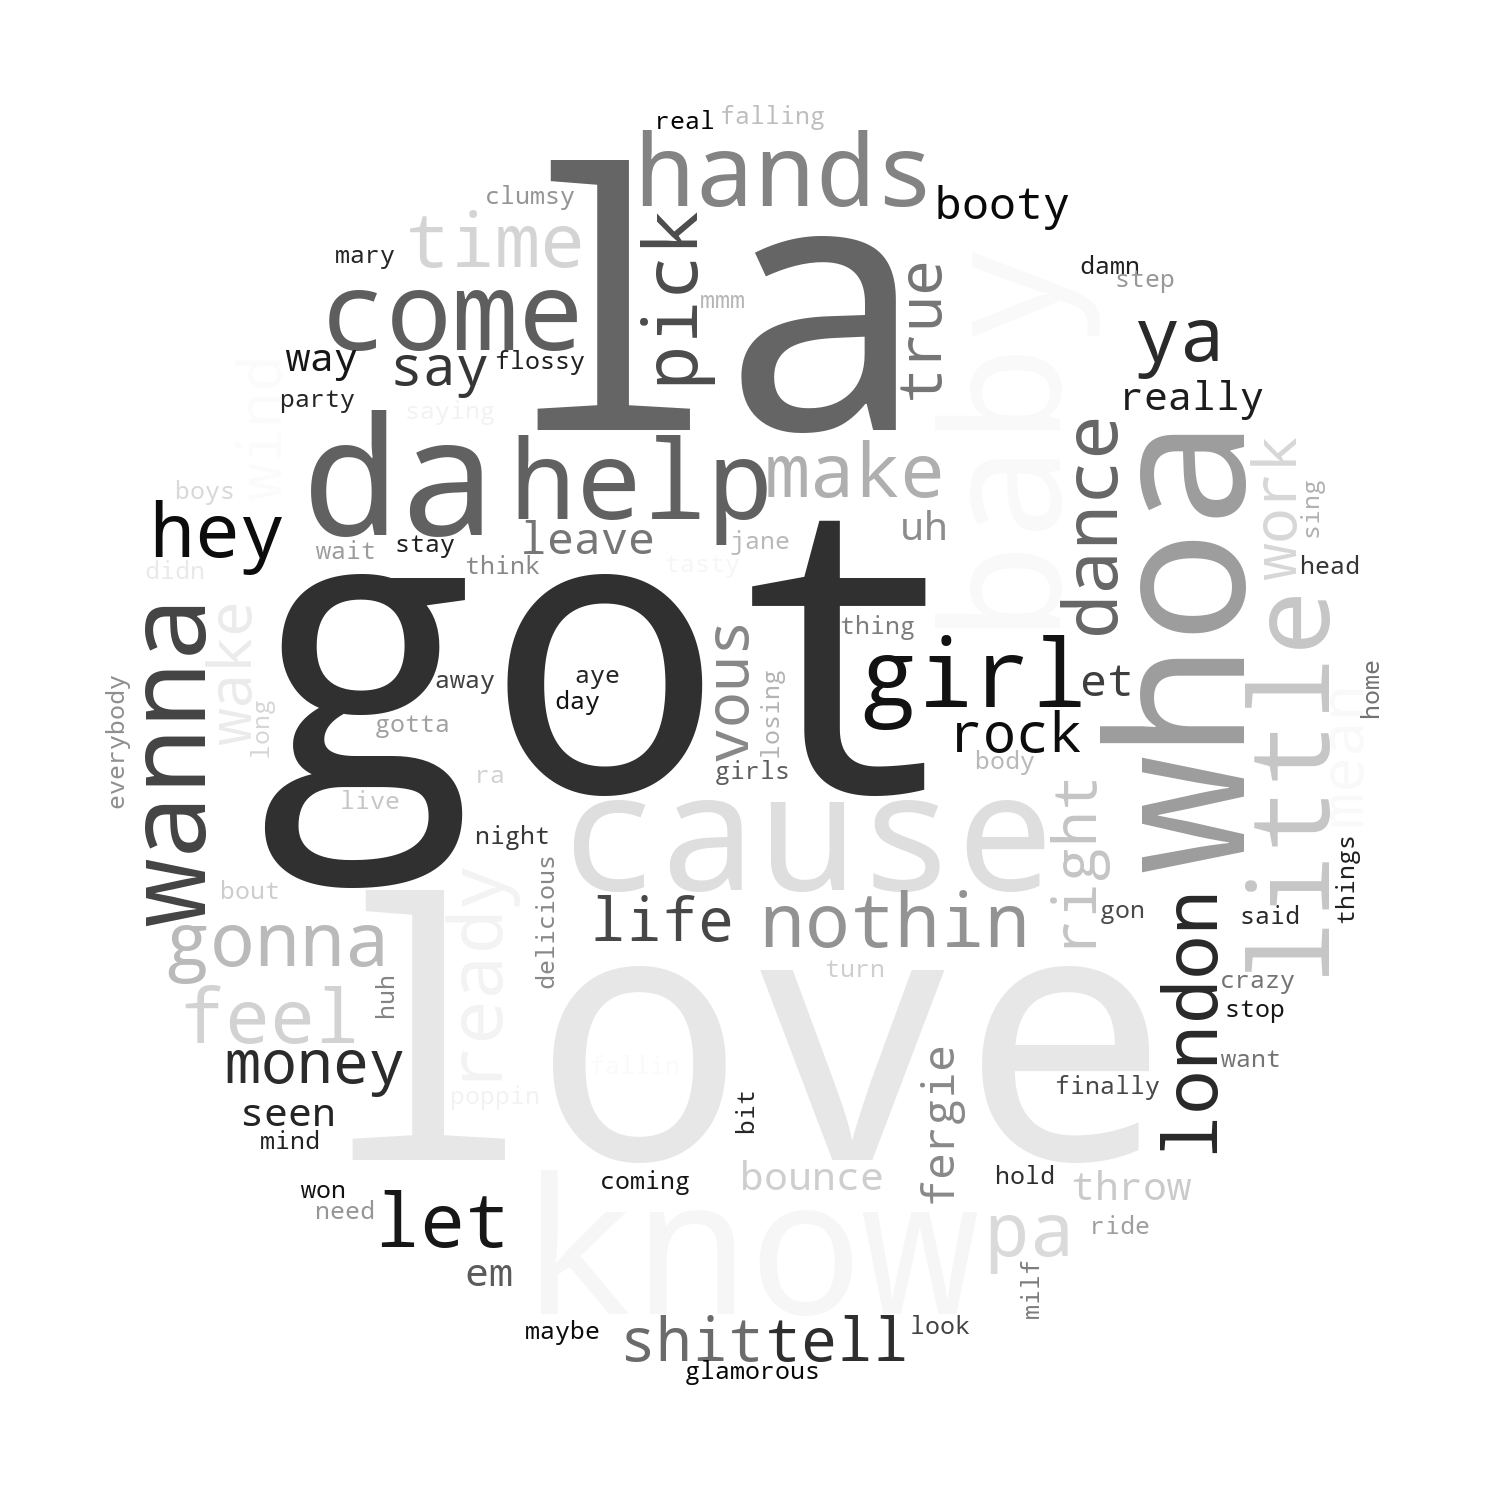 real
falling
hands
clumsy
booty
time
la
pick
mary
true
damn
step
come
mmm
baby
ya
way
say
flossy
wind
really
party
saying
da
help
make
dance
whoa
work
boys
sing
hey
leave
uh
wait
stay
jane
didn
think
tasty
head
got
wanna
wake
thing
little
vous
girl
et
away
aye
day
losing
home
mean
everybody
long
gotta
rock
ra
girls
body
live
cause
right
night
things
bout
ready
delicious
life
nothin
gon
said
london
gonna
love
turn
huh
crazy
feel
stop
money
fallin
want
poppin
finally
seen
bit
fergie
mind
know
coming
bounce
hold
throw
won
need
let
pa
ride
em
milf
maybe
shit
tell
look
glamorous